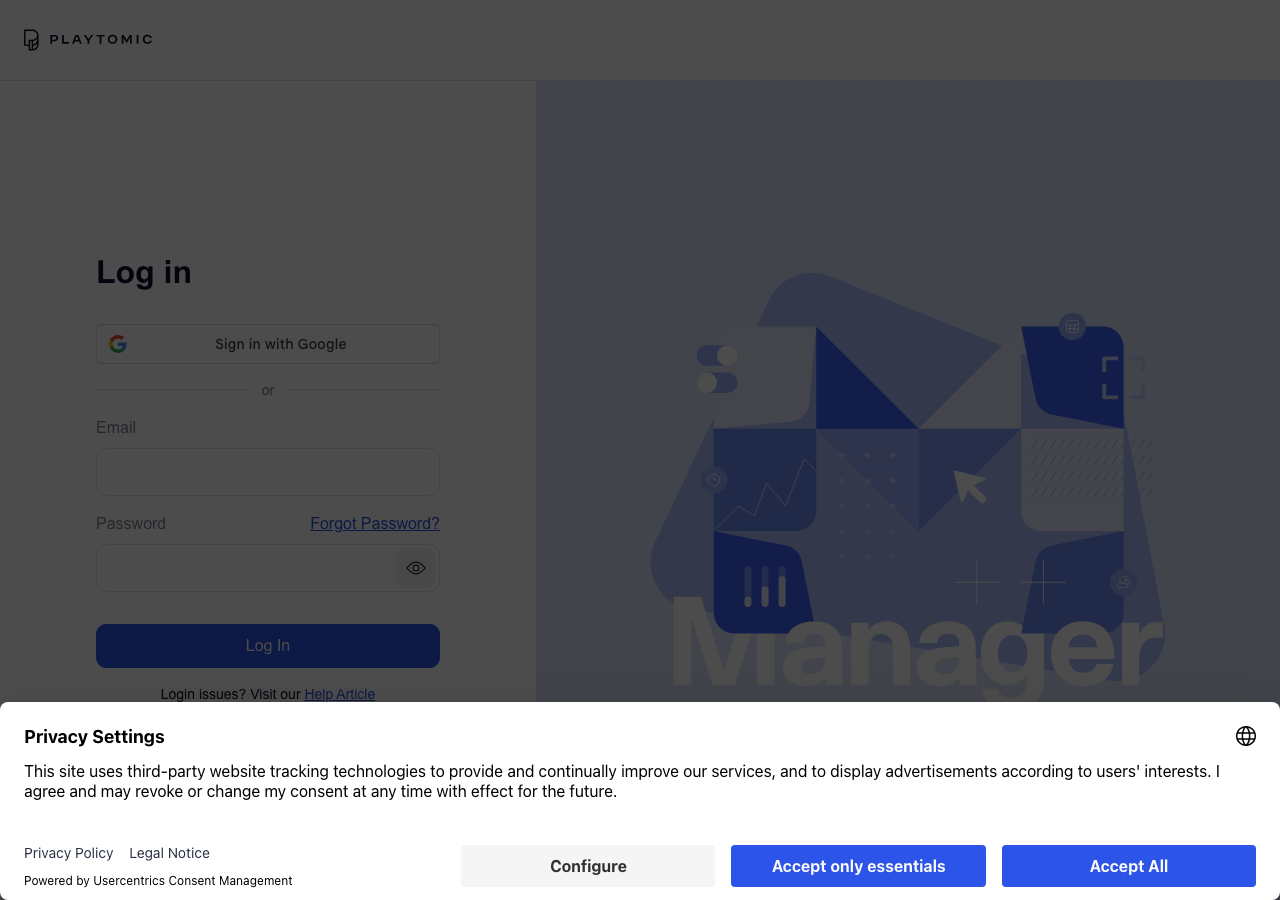 PLAYTOMIC
Log in
Sign in with Google
or
Email
Password
Forgot Password?
Log In
Login issues? Visit our Help Article
Manager
Privacy Settings
This site uses third-party website tracking technologies to provide and continually improve our services, and to display advertisements according to users' interests. I
agree and may revoke or change my consent at any time with effect for the future.
Privacy Policy
Legal Notice
Powered by Usercentrics Consent Management
Configure
Accept only essentials
Accept All